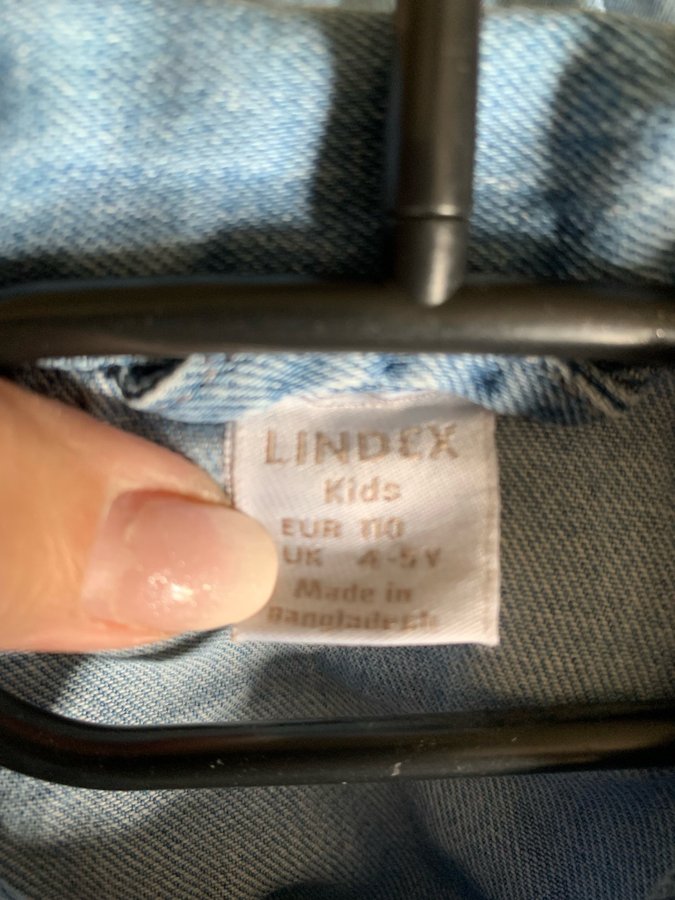 LINDEX
Kids
EUR 110
UK 4-5Y
Made in
Bangladesh